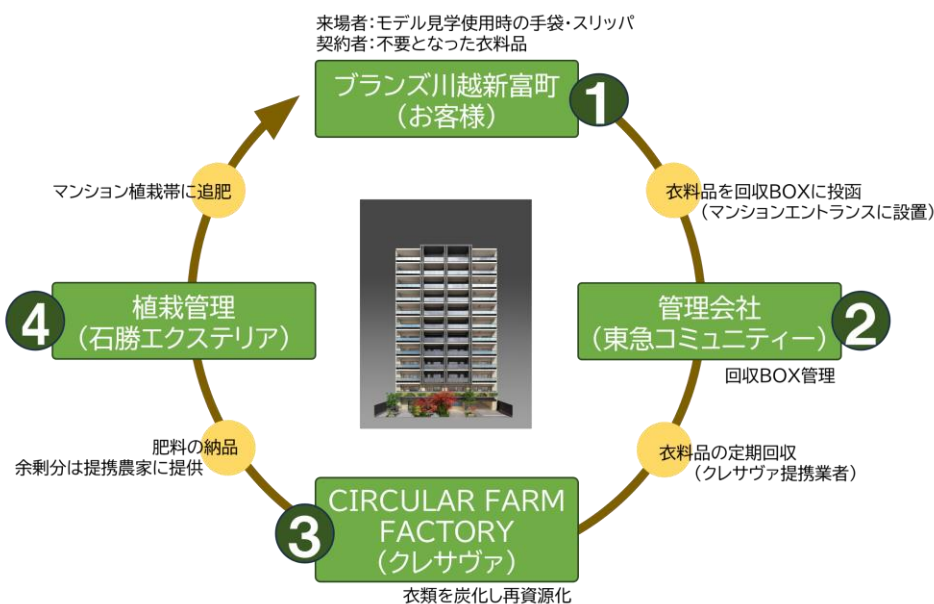 来場者：モデル見学使用時の手袋・スリッパ
契約者：不要となった衣料品
ブランズ川越新富町
（お客様）
1
衣料品を回収BOXに投函
（マンションエントランスに設置）
管理会社
（東急コミュニティー）
2
回収BOX管理
衣料品の定期回収
（クレサヴァ提携業者）
CIRCULAR FARM
FACTORY
（クレサヴァ）
3
衣類を炭化し再資源化
肥料の納品
余剰分は提携農家に提供
植栽管理
（石勝エクステリア）
4
マンション植栽帯に追肥